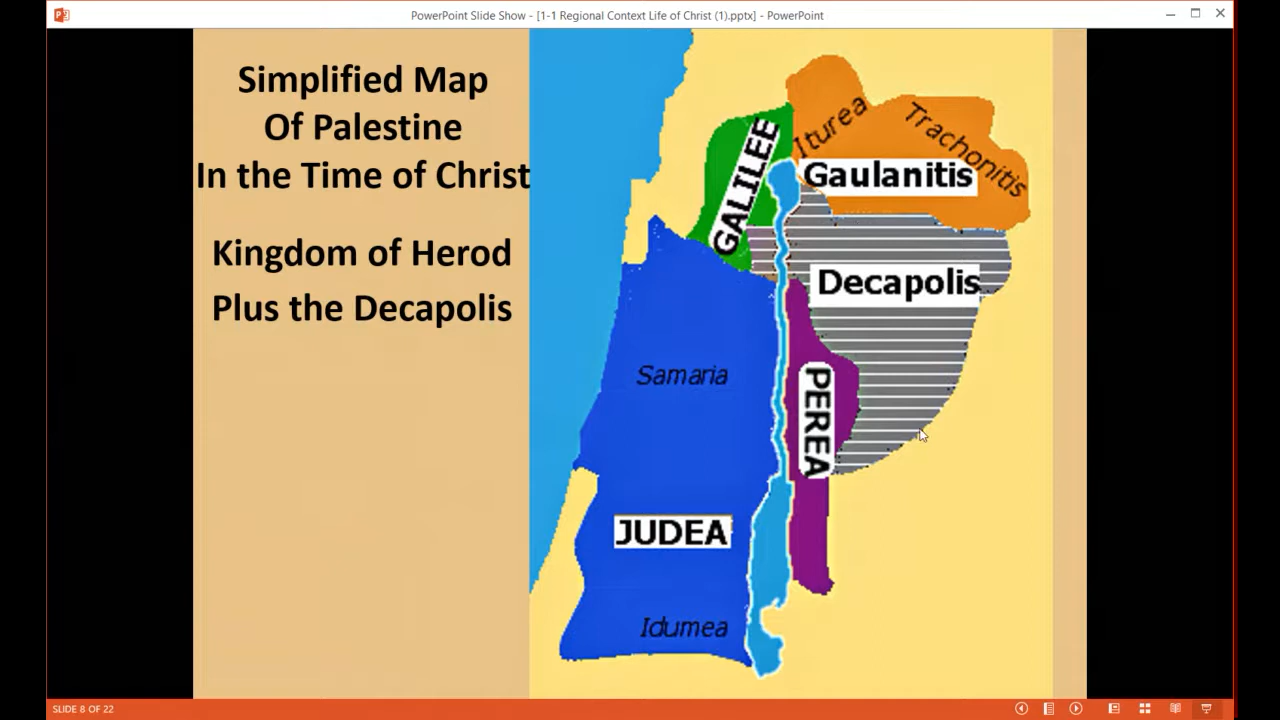 PowerPoint Slide Show - [1-1 Regional Context Life of Christ (1).pptx] - PowerPoint
Simplified Map
Of Palestine
In the Time of Christ
Kingdom of Herod
Plus the Decapolis
Iturea
Trachonitis
GALILEE
Gaulanitis
Decapolis
Samaria
PEREA
JUDEA
Idumea
SLIDE 8 OF 22